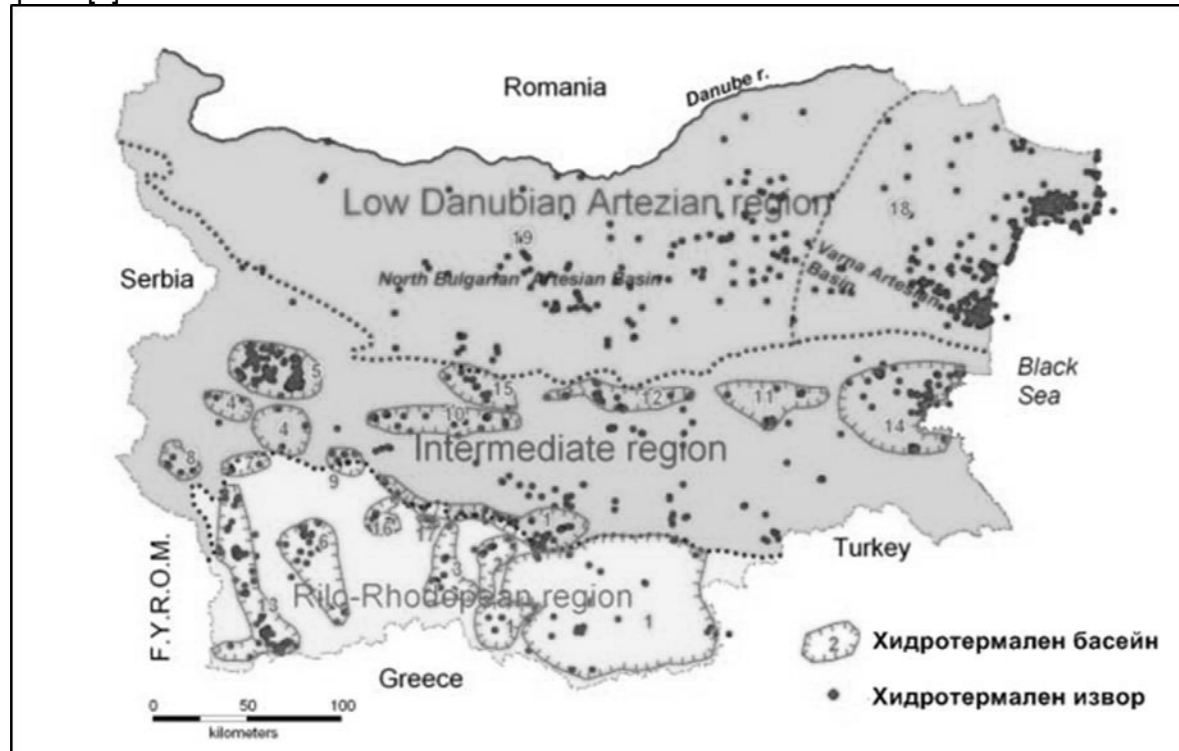 Romania
Danube r.
Low Danubian Artezian region
18
19
North Bulgarian Artesian Basin
Varna Artesian
Basin
Serbia
Black
Sea
5
15
12
11
14
4
4
10
Intermediate region
8
7
9
16
17
1
6
3
2
13
Rilo-Rhodopean region
1
1
F.Y.R.O.M.
Turkey
Greece
2 Хидротермален басейн
Хидротермален извор
0 50 100
kilometers